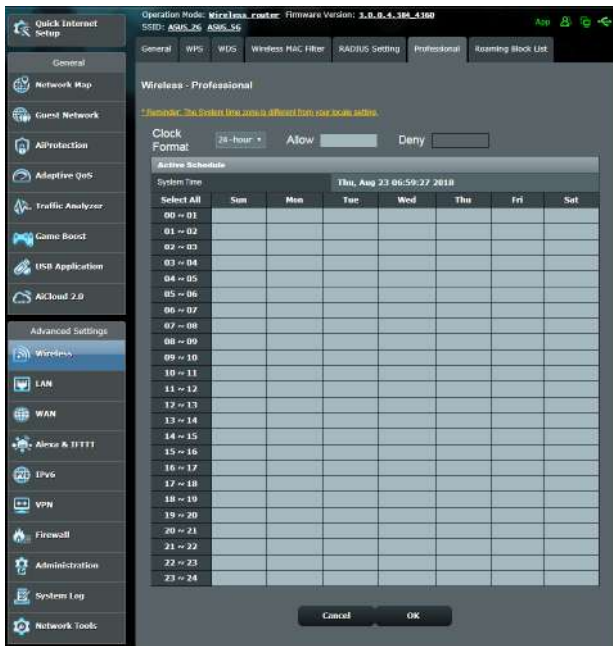 Quick Internet Setup
Operation Mode: Wireless router Firmware Version: 3.0.0.4.384_4360
SSID: ASUS_2G ASUS_5G
App
General
WPS
WDS
Wireless MAC Filter
RADIUS Setting
Professional
Roaming Block List
General
Network Map
Guest Network
AiProtection
Adaptive QoS
Traffic Analyzer
Game Boost
USB Application
AiCloud 2.0
Advanced Settings
Wireless
LAN
WAN
Alexa & IFTTT
IPv6
VPN
Firewall
Administration
System Log
Network Tools
Wireless - Professional
* Reminder: The System time zone is different from your locale setting.
Clock Format
24-hour
Allow
Deny
Active Schedule
System Time
Thu, Aug 23 06:59:27 2018
Select All Sun Mon Tue Wed Thu Fri Sat
00 ~ 01
01 ~ 02
02 ~ 03
03 ~ 04
04 ~ 05
05 ~ 06
06 ~ 07
07 ~ 08
08 ~ 09
09 ~ 10
10 ~ 11
11 ~ 12
12 ~ 13
13 ~ 14
14 ~ 15
15 ~ 16
16 ~ 17
17 ~ 18
18 ~ 19
19 ~ 20
20 ~ 21
21 ~ 22
22 ~ 23
23 ~ 24
Cancel
OK